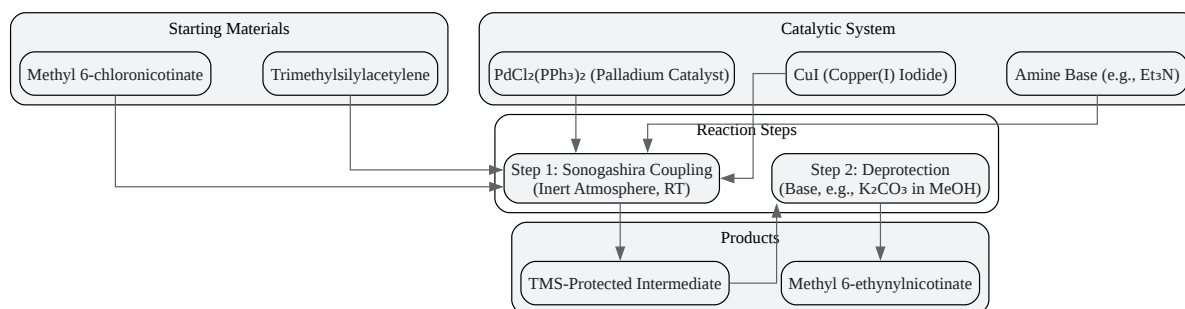 Starting Materials
Methyl 6-chloronicotinate
Trimethylsilylacetylene
Catalytic System
PdCl₂(PPh₃)₂ (Palladium Catalyst)
CuI (Copper(I) Iodide)
Amine Base (e.g., Et₃N)
Reaction Steps
Step 1: Sonogashira Coupling
(Inert Atmosphere, RT)
Step 2: Deprotection
(Base, e.g., K₂CO₃ in MeOH)
Products
TMS-Protected Intermediate
Methyl 6-ethynylnicotinate